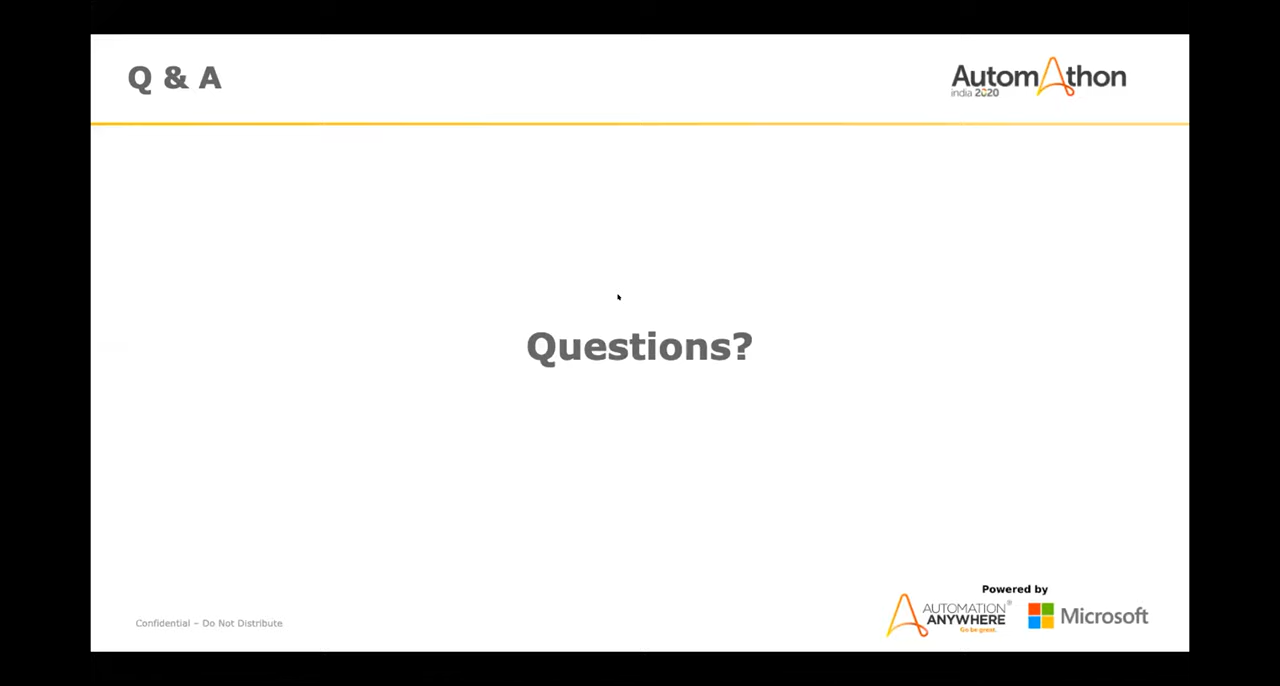 Q & A
AutomAthon
india 2020
Questions?
Powered by
AUTOMATION®
ANYWHERE
Go be great.
Microsoft
Confidential – Do Not Distribute